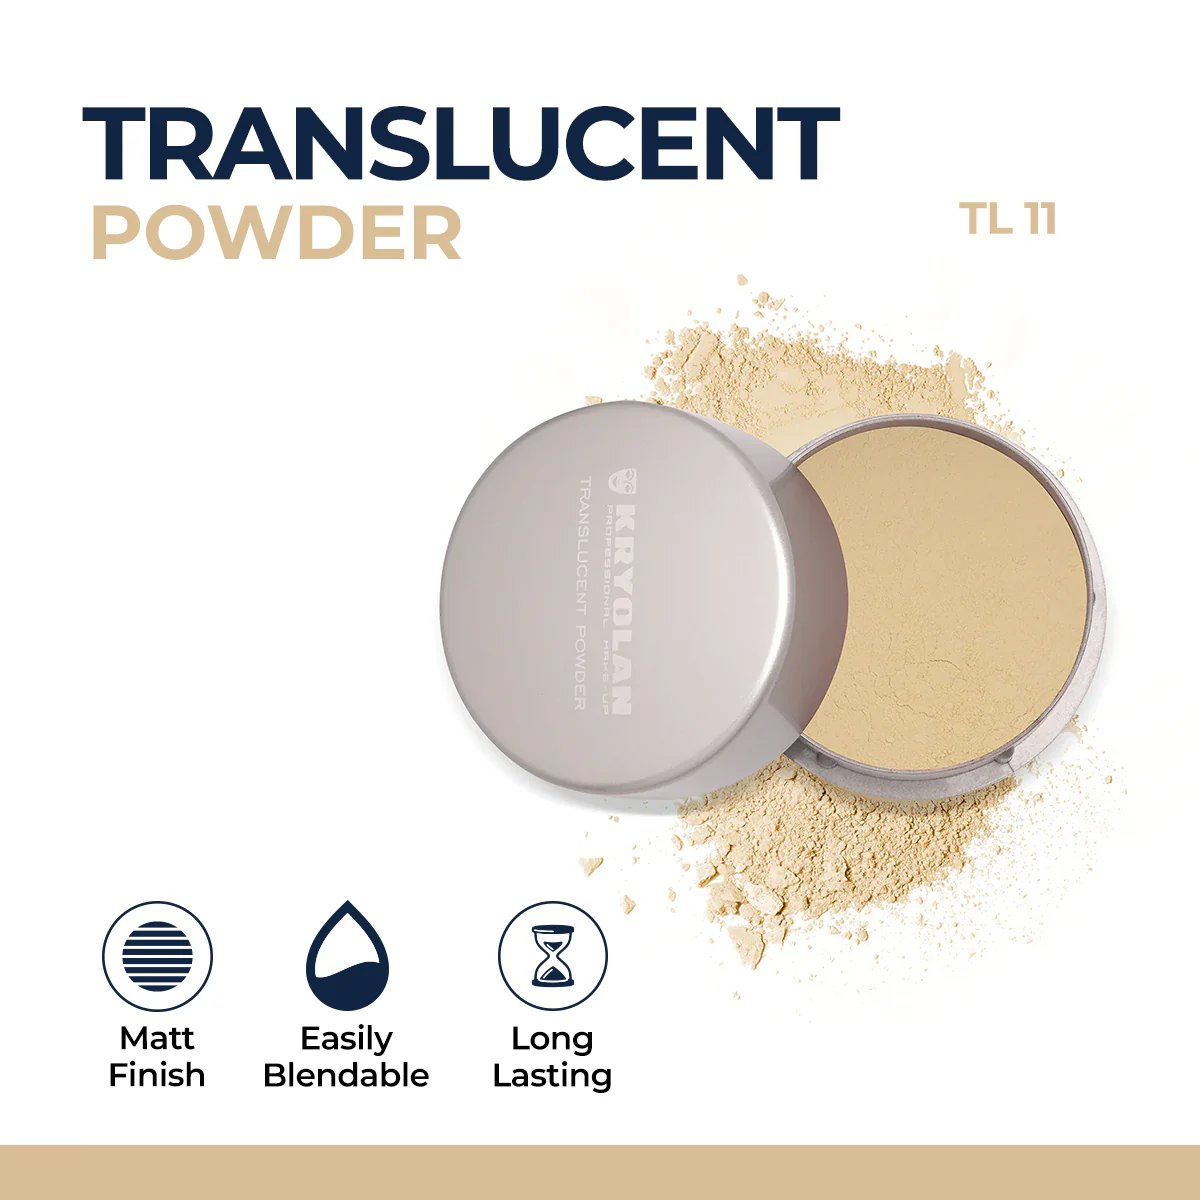 TRANSLUCENT
POWDER
TL 11
KRYOLAN
PROFESSIONAL MAKE-UP
TRANSLUCENT POWDER
Matt
Finish
Easily
Blendable
Long
Lasting